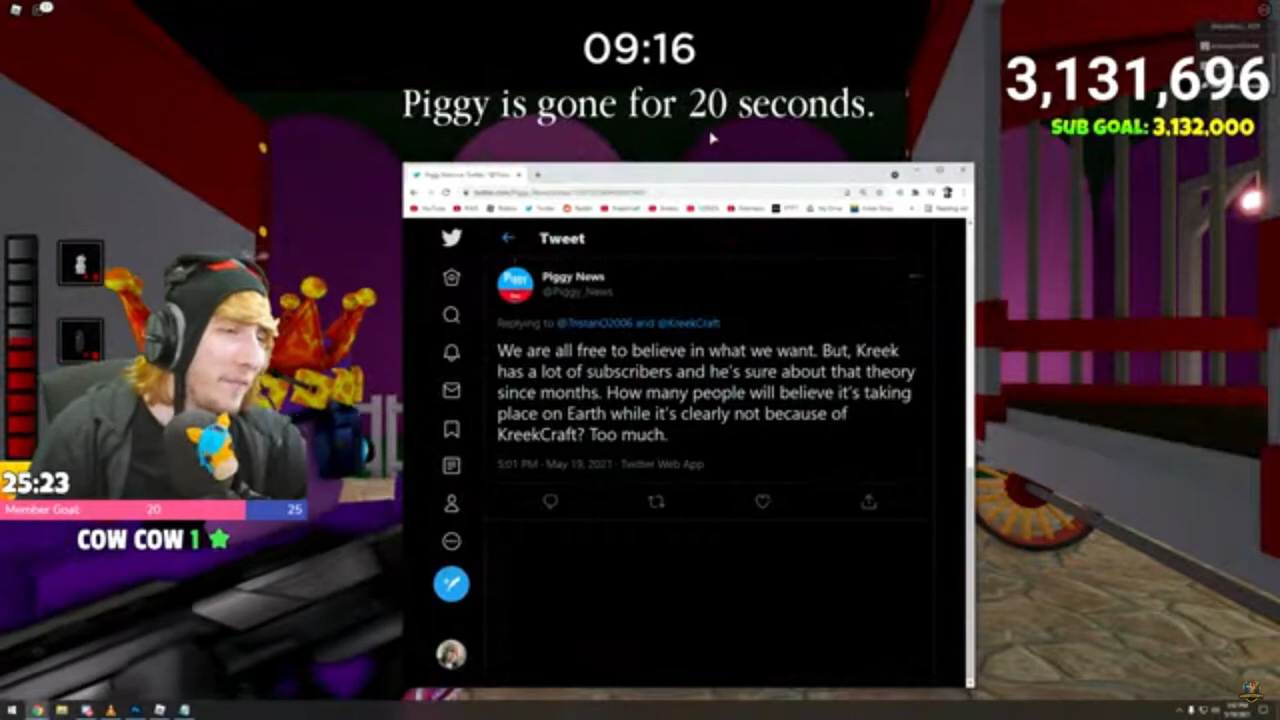 09:16
Piggy is gone for 20 seconds.
3,131,696
SUB GOAL: 3,132,000
Tweet
Piggy News
@Piggy_News
Replying to @TristanO2006 and @KreekCraft
We are all free to believe in what we want. But, Kreek
has a lot of subscribers and he's sure about that theory
since months. How many people will believe it's taking
place on Earth while it's clearly not because of
KreekCraft? Too much.
5:01 PM · May 19, 2021 · Twitter Web App
25:23
Member Goal: 20 25
COW COW 1